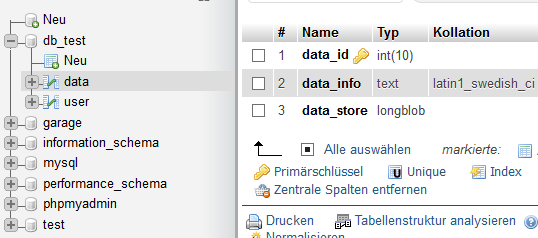 Neu
db_test
Neu
data
user
garage
information_schema
mysql
performance_schema
phpmyadmin
test
# Name Typ Kollation
1 data_id int(10)
2 data_info text latin1_swedish_ci
3 data_store longblob
Alle auswählen markierte:
Primärschlüssel U Unique Index
Zentrale Spalten entfernen
Drucken Tabellenstruktur analysieren
Normalisieren